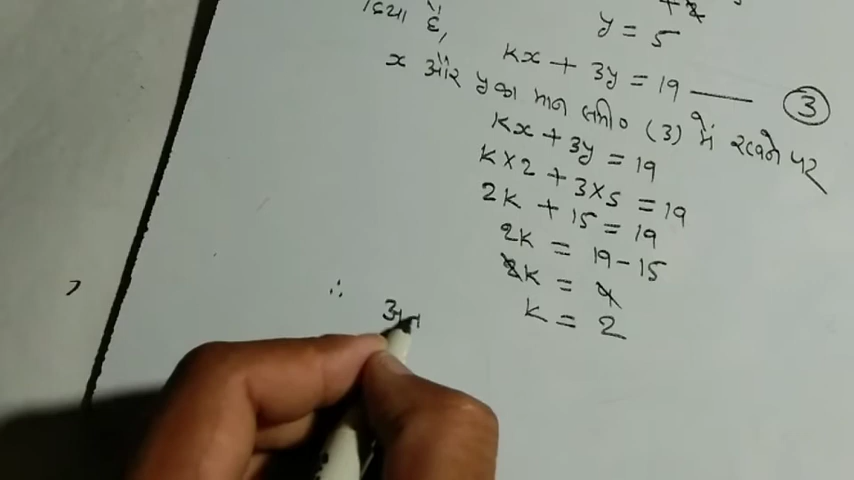 y = 5
दिया है,
kx + 3y = 19 —— ③
x और y का मान समी० (3) में रखने पर
kx + 3y = 19
k×2 + 3×5 = 19
2k + 15 = 19
2k = 19-15
2k = 4
k = 2
∴